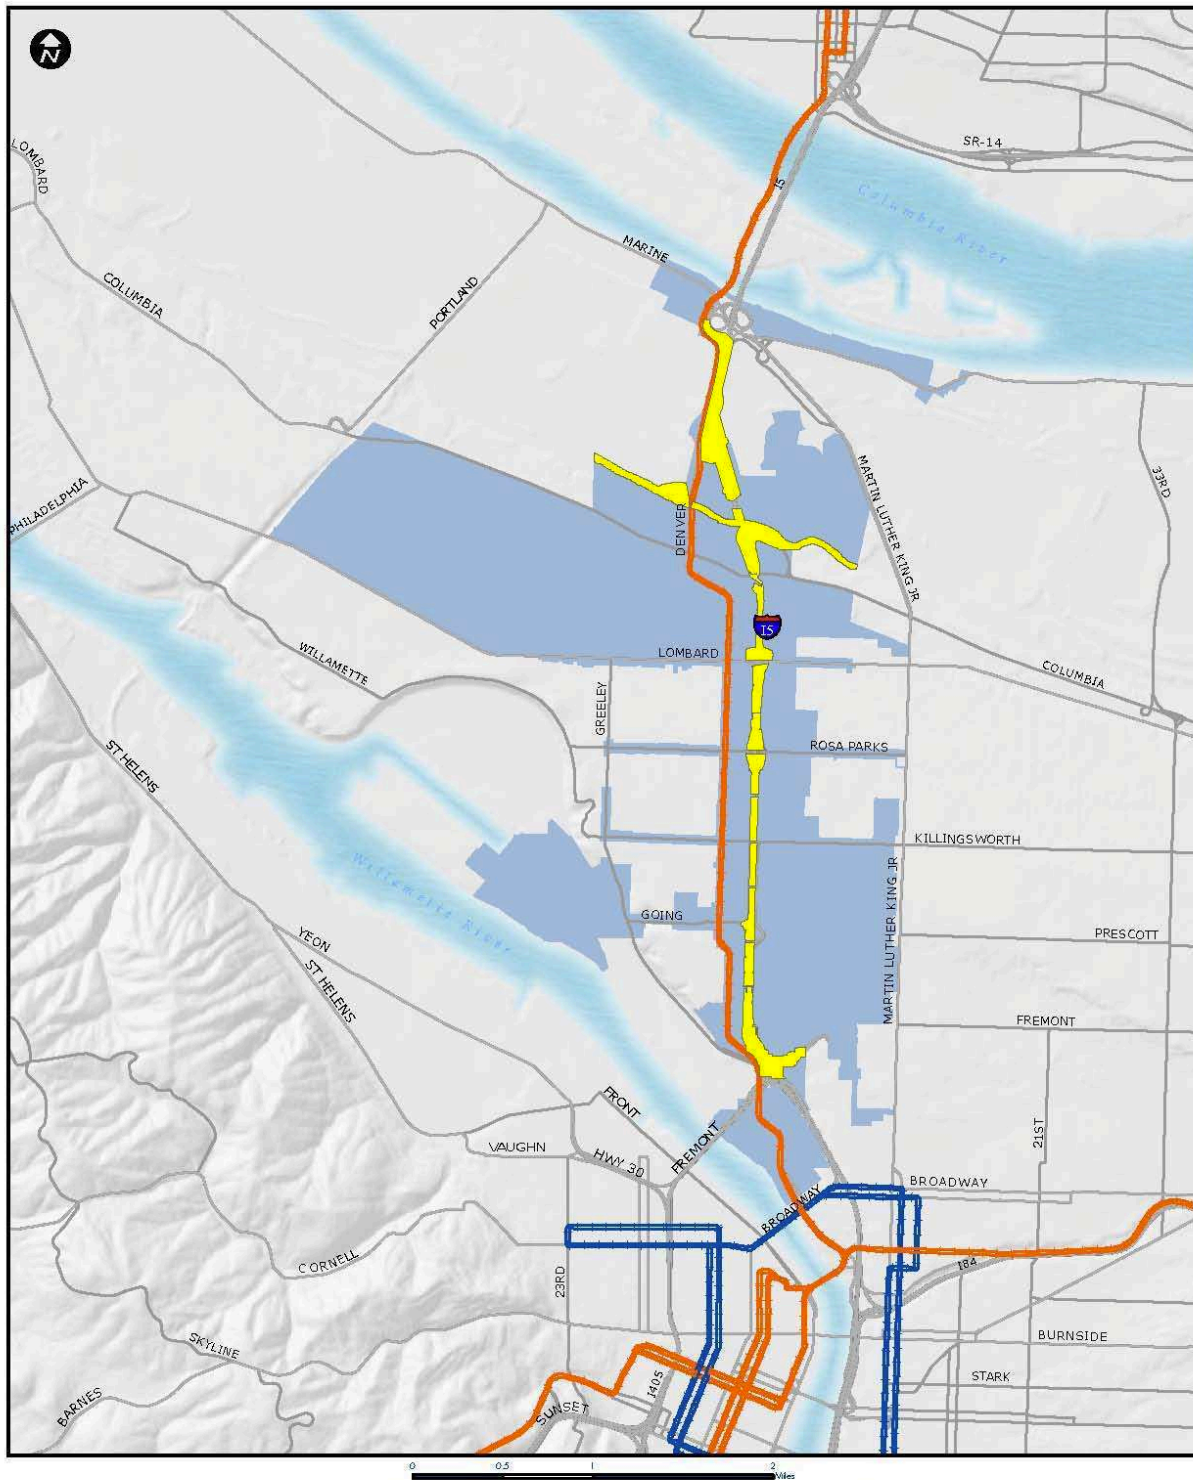 N
SR-14
LOMBARD
I5
Columbia River
MARINE
COLUMBIA
PORTLAND
33RD
MARTIN LUTHER KING JR
PHILADELPHIA
DENVER
I5
LOMBARD
WILLAMETTE
COLUMBIA
GREELEY
ROSA PARKS
ST HELENS
KILLINGSWORTH
Willamette River
MARTIN LUTHER KING JR
GOING
PRESCOTT
YEON
ST HELENS
FREMONT
FRONT
21ST
FREMONT
VAUGHN
HWY 30
BROADWAY
BROADWAY
CORNELL
I84
23RD
BURNSIDE
SKYLINE
STARK
I405
BARNES
SUNSET
0 0.5 1 2
Miles